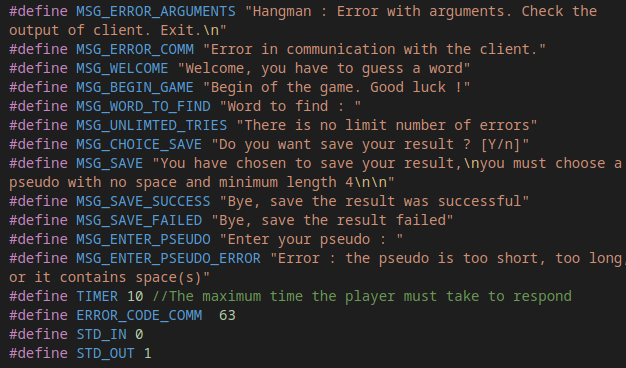 #define MSG_ERROR_ARGUMENTS "Hangman : Error with arguments. Check the
output of client. Exit.\n"
#define MSG_ERROR_COMM "Error in communication with the client."
#define MSG_WELCOME "Welcome, you have to guess a word"
#define MSG_BEGIN_GAME "Begin of the game. Good luck !"
#define MSG_WORD_TO_FIND "Word to find : "
#define MSG_UNLIMTED_TRIES "There is no limit number of errors"
#define MSG_CHOICE_SAVE "Do you want save your result ? [Y/n]"
#define MSG_SAVE "You have chosen to save your result,\nyou must choose a
pseudo with no space and minimum length 4\n\n"
#define MSG_SAVE_SUCCESS "Bye, save the result was successful"
#define MSG_SAVE_FAILED "Bye, save the result failed"
#define MSG_ENTER_PSEUDO "Enter your pseudo : "
#define MSG_ENTER_PSEUDO_ERROR "Error : the pseudo is too short, too long,
or it contains space(s)"
#define TIMER 10 //The maximum time the player must take to respond
#define ERROR_CODE_COMM  63
#define STD_IN 0
#define STD_OUT 1